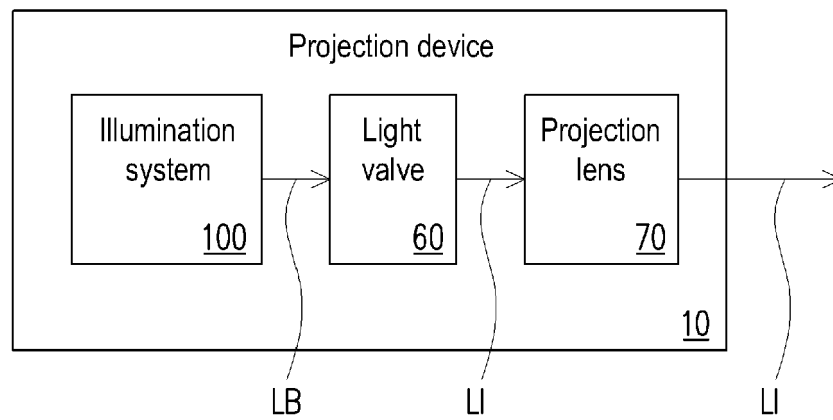 Projection device
Illumination
system
100
Light
valve
60
Projection
lens
70
10
LB
LI
LI